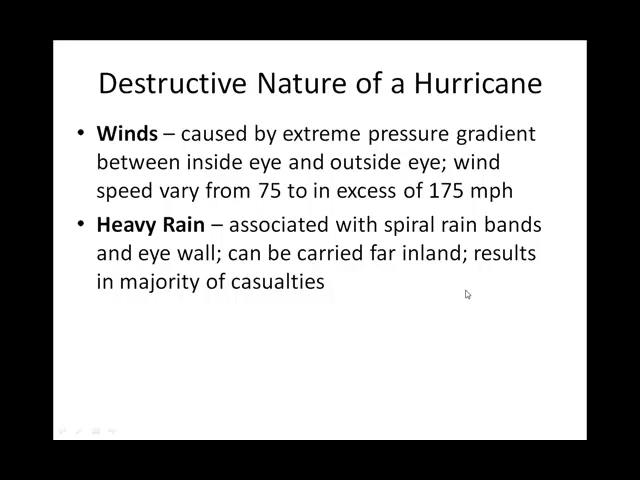 Destructive Nature of a Hurricane
• Winds – caused by extreme pressure gradient
between inside eye and outside eye; wind
speed vary from 75 to in excess of 175 mph
• Heavy Rain – associated with spiral rain bands
and eye wall; can be carried far inland; results
in majority of casualties